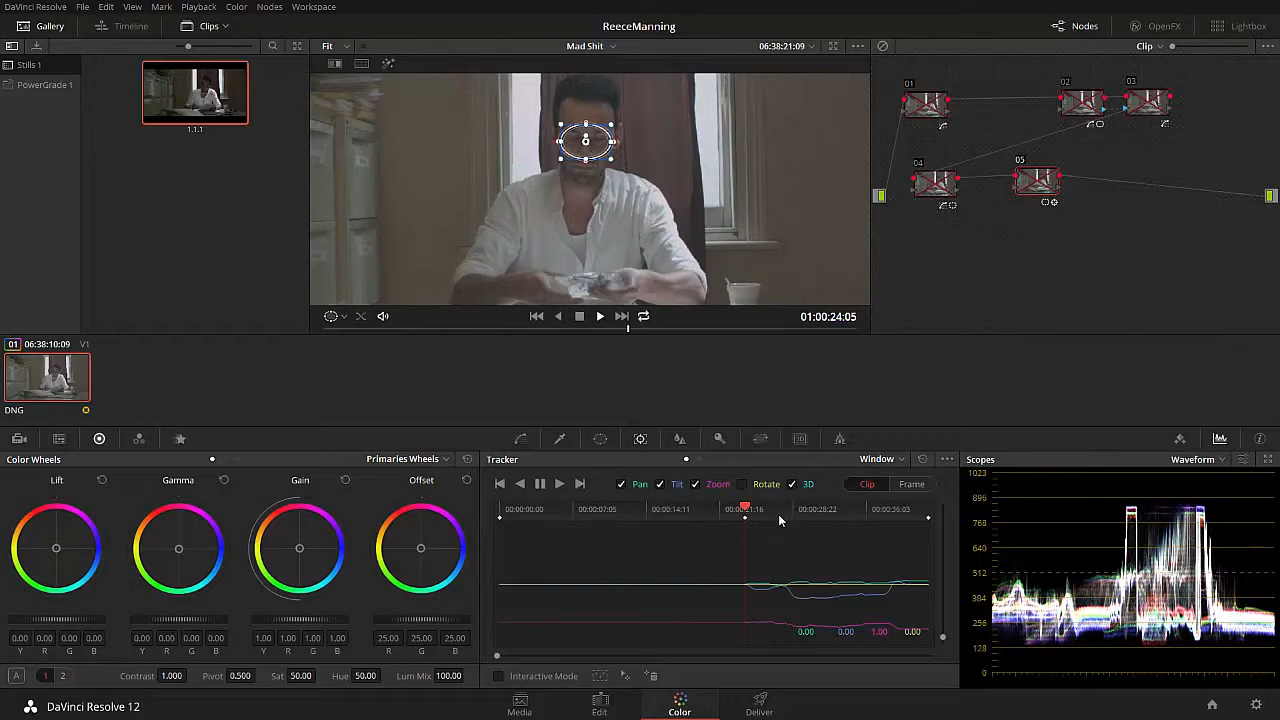 DaVinci Resolve File Edit Trim Timeline Clip Mark View Playback Color Nodes Workspace
Gallery Timeline Clips ReeceManning Nodes OpenFX Lightbox
Fit Mad Shit 06:38:21:09 Clip
Stills 1
PowerGrade 1
1.1.1
01 02 03
04 05
01:00:24:05
01 06:38:10:09 V1
DNG
Color Wheels Primaries Wheels Tracker Window Scopes Waveform
Lift Gamma Gain Offset
Pan Tilt Zoom Rotate 3D Clip Frame
00:00:00:00 00:00:07:05 00:00:14:11 00:00:21:16 00:00:28:22 00:00:36:03
1023
896
768
640
512
384
256
128
0
0.00 0.00 1.00 0.00
0.00 0.00 0.00 0.00 0.00 0.00 0.00 0.00 1.00 1.00 1.00 1.00 25.00 25.00 25.00
Y R G B Y R G B Y R G B R G B
A 1 2 Contrast 1.000 Pivot 0.500 Sat 50.00 Hue 50.00 Lum Mix 100.00 Interactive Mode
DaVinci Resolve 12 Media Edit Color Deliver